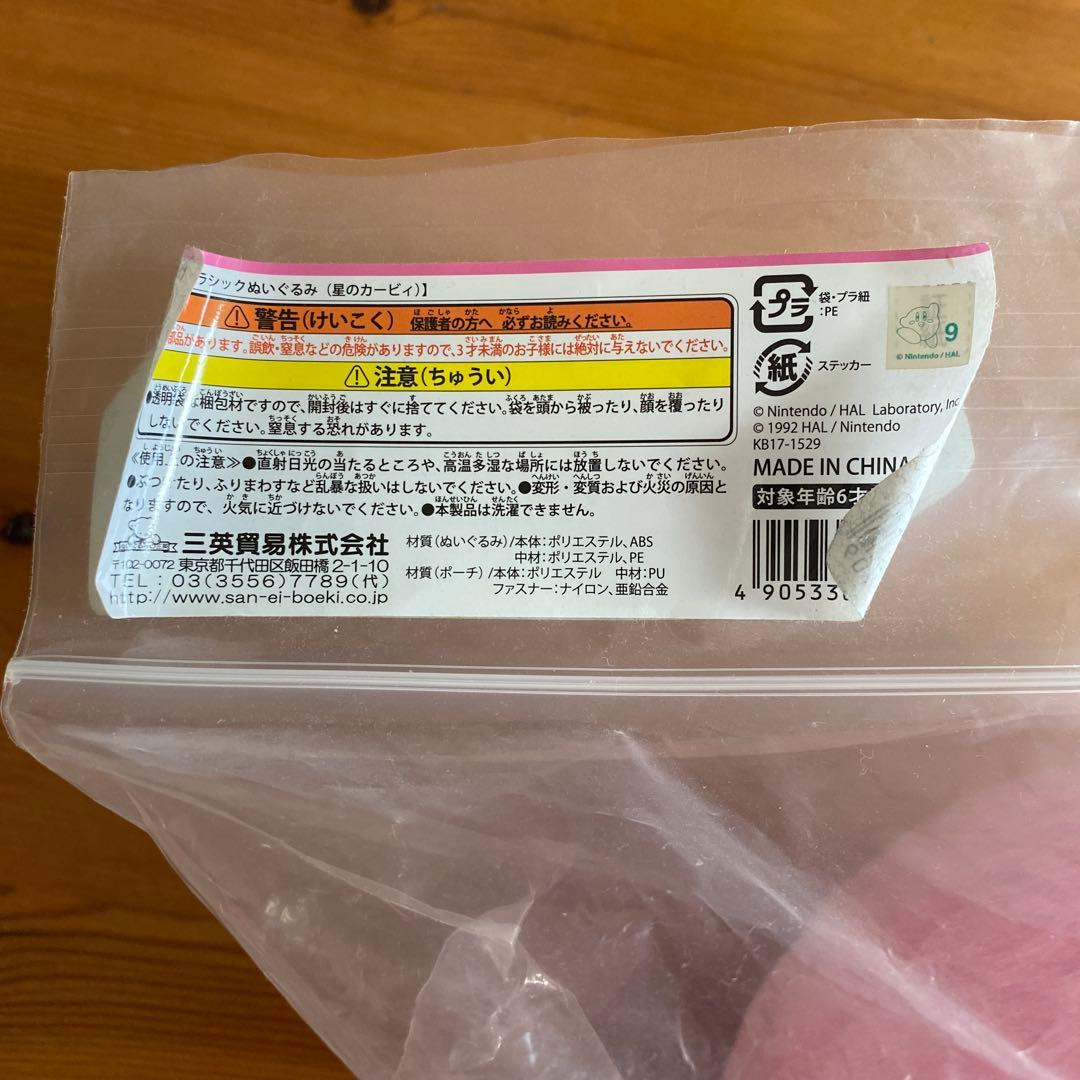 ラシックぬいぐるみ（星のカービィ）】
警告（けいこく） 保護者の方へ 必ずお読みください。
部品があります。誤飲・窒息などの危険がありますので、3才未満のお子様には絶対に与えないでください。
注意（ちゅうい）
梱包材ですので、開封後はすぐに捨ててください。袋を頭から被ったり、顔を覆ったり
しないでください。窒息する恐れがあります。
≪使用上の注意≫●直射日光の当たるところや、高温多湿な場所には放置しないでください。
●ぶつけたり、ふりまわすなど乱暴な扱いはしないでください。●変形・変質および火災の原因と
なりますので、火気に近づけないでください。●本製品は洗濯できません。
三英貿易株式会社
〒102-0072 東京都千代田区飯田橋 2-1-10
TEL：03(3556)7789(代)
http://www.san-ei-boeki.co.jp
材質（ぬいぐるみ）/本体：ポリエステル、ABS
中材：ポリエステル、PE
材質（ポーチ）/本体：ポリエステル 中材：PU
ファスナー：ナイロン、亜鉛合金
プラ
袋・プラ紐
:PE
紙
ステッカー
9
© Nintendo / HAL
© Nintendo / HAL Laboratory, Inc.
© 1992 HAL / Nintendo
KB17-1529
MADE IN CHINA
対象年齢6才
4 905330